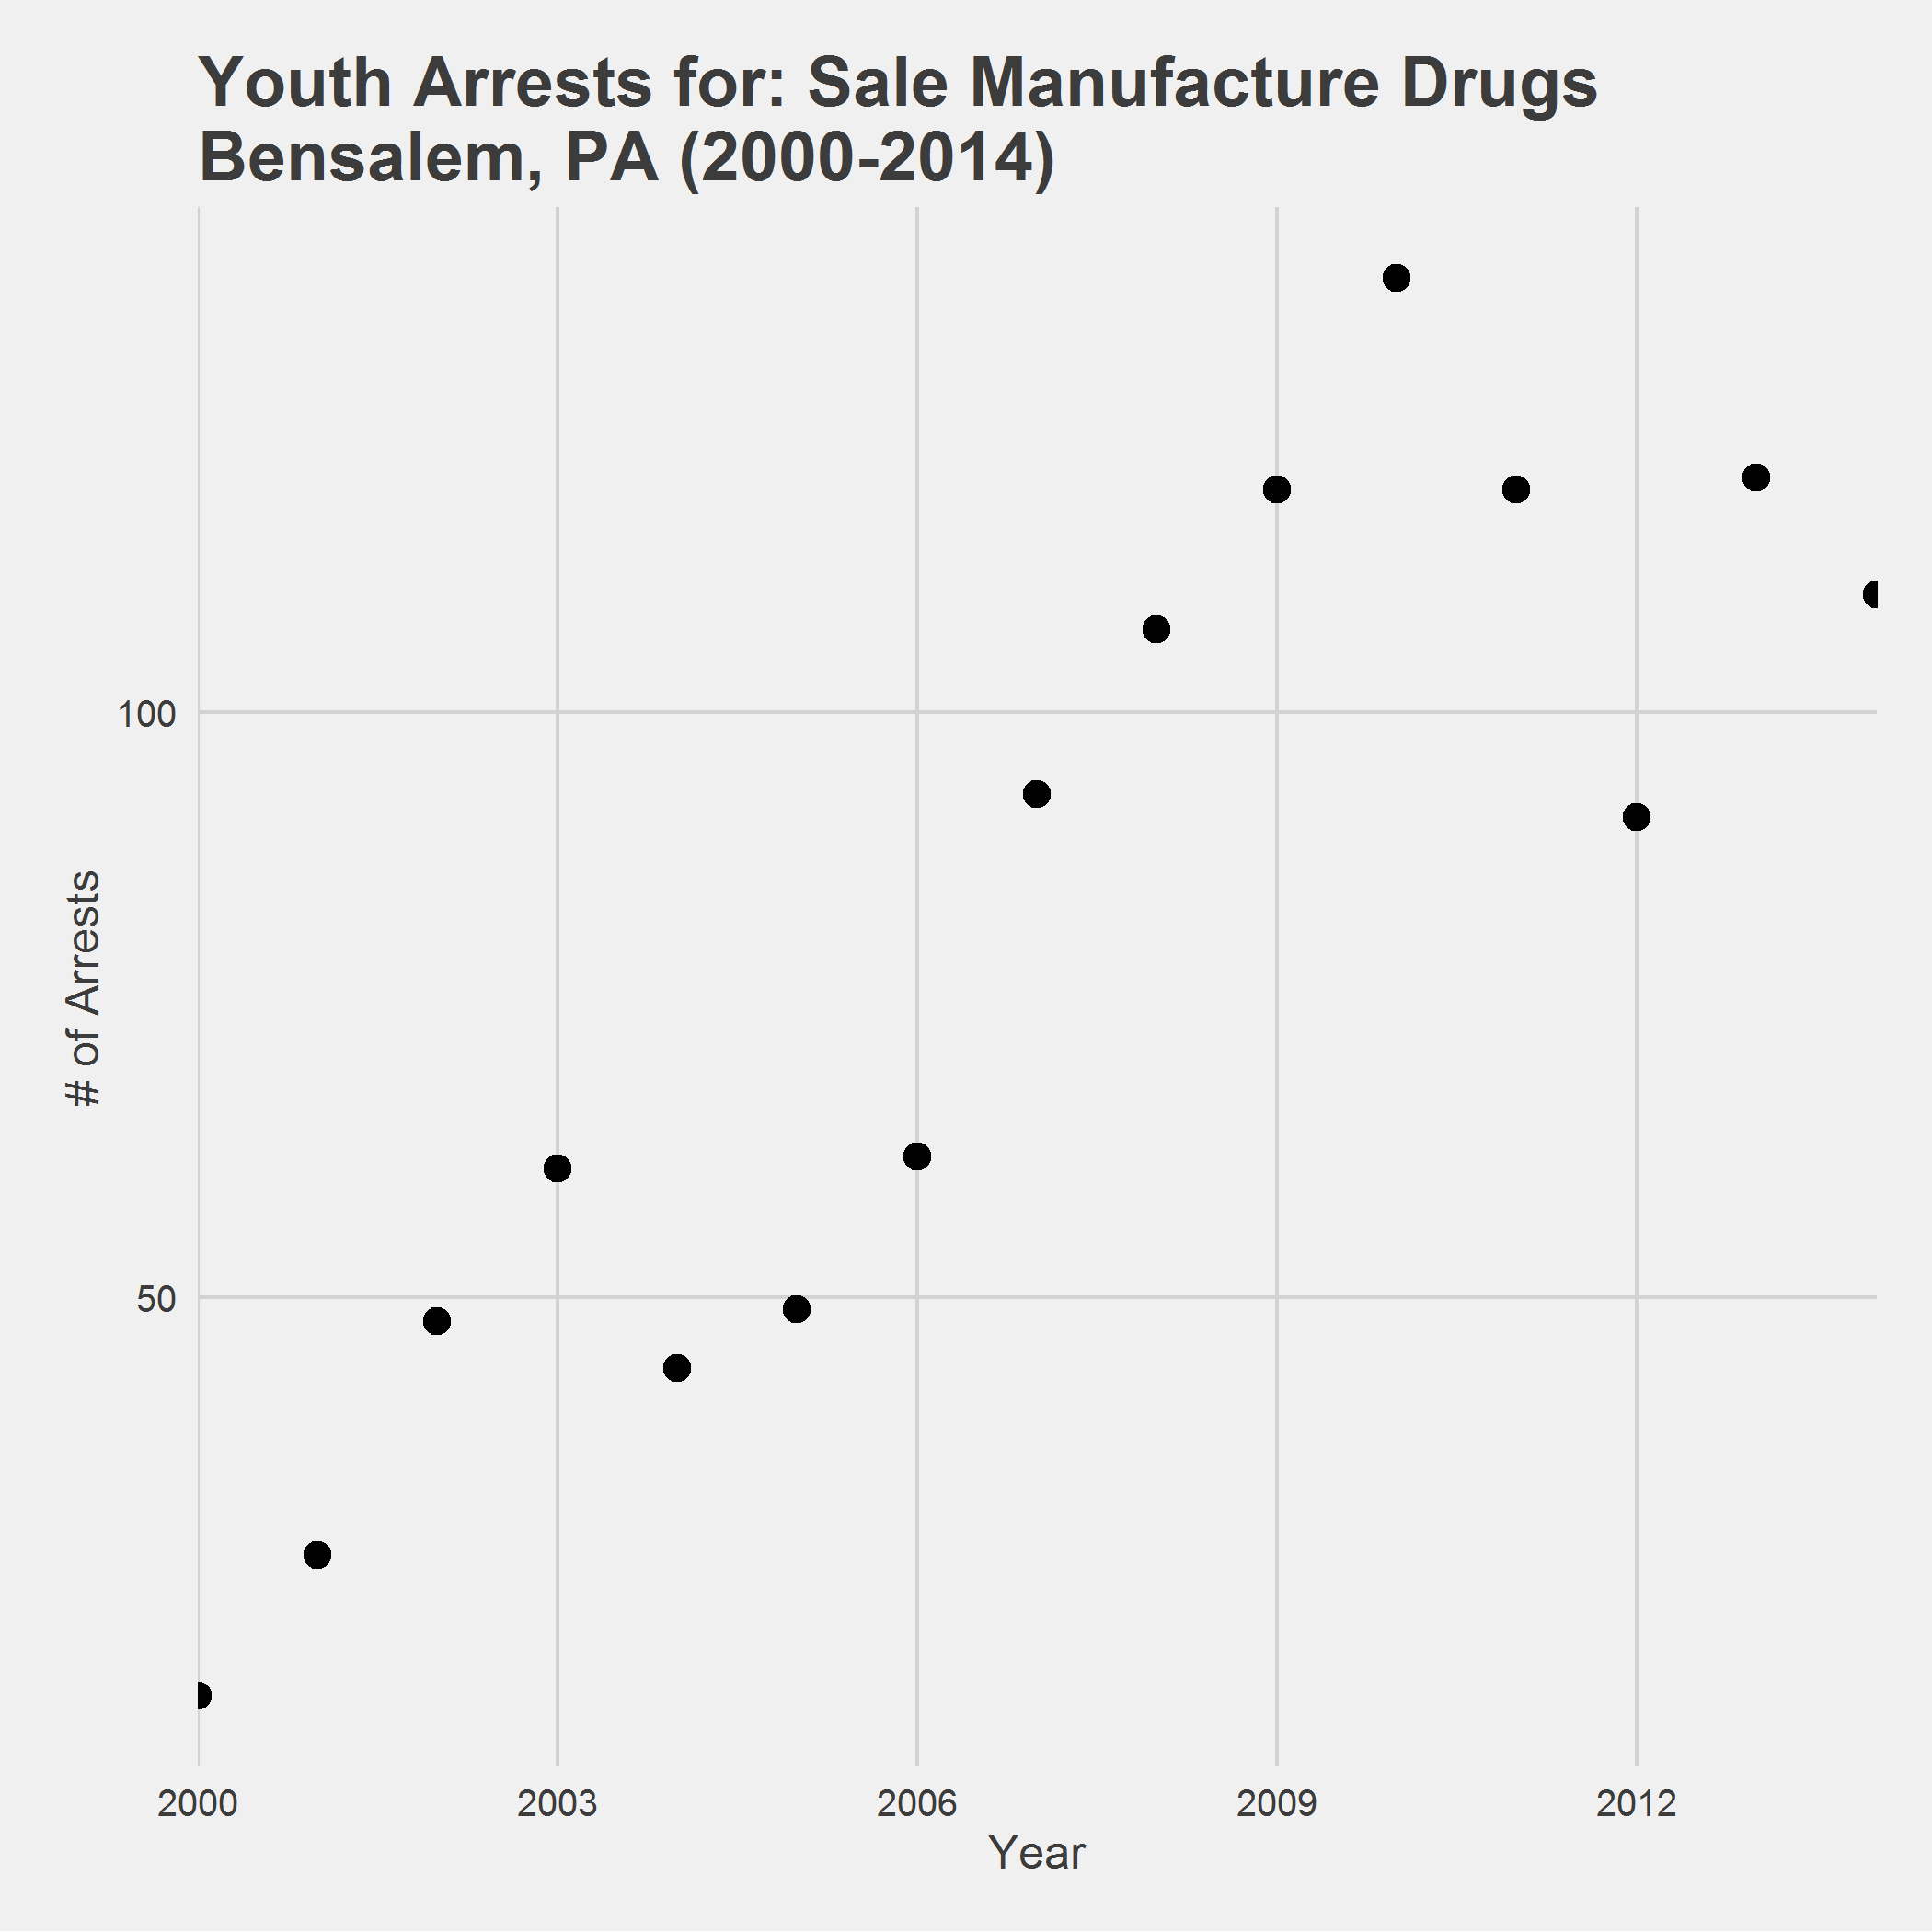 Youth Arrests for: Sale Manufacture Drugs
Bensalem, PA (2000-2014)
100
50
# of Arrests
2000 2003 2006 2009 2012
Year